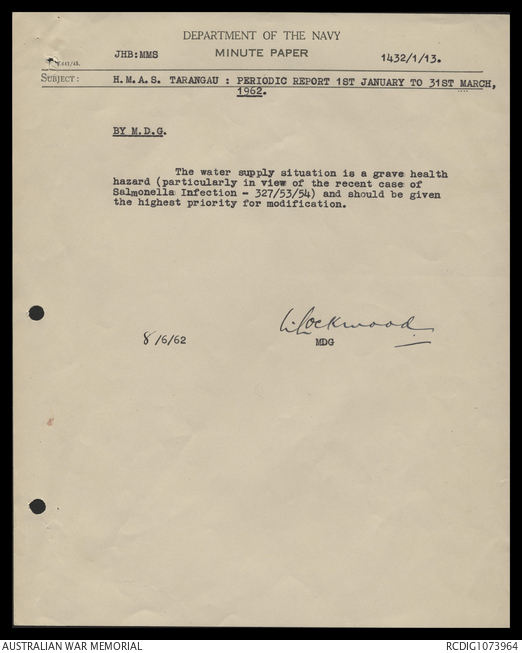 DEPARTMENT OF THE NAVY
JHB:MMS
MINUTE PAPER
1432/1/13.
SUBJECT: H.M.A.S. TARANGAU : PERIODIC REPORT 1ST JANUARY TO 31ST MARCH,
1962.
BY M.D.G.
The water supply situation is a grave health
hazard (particularly in view of the recent case of
Salmonella Infection - 327/53/54) and should be given
the highest priority for modification.
Lockwood
8/6/62
MDG
AUSTRALIAN WAR MEMORIAL
RCDIG1073964